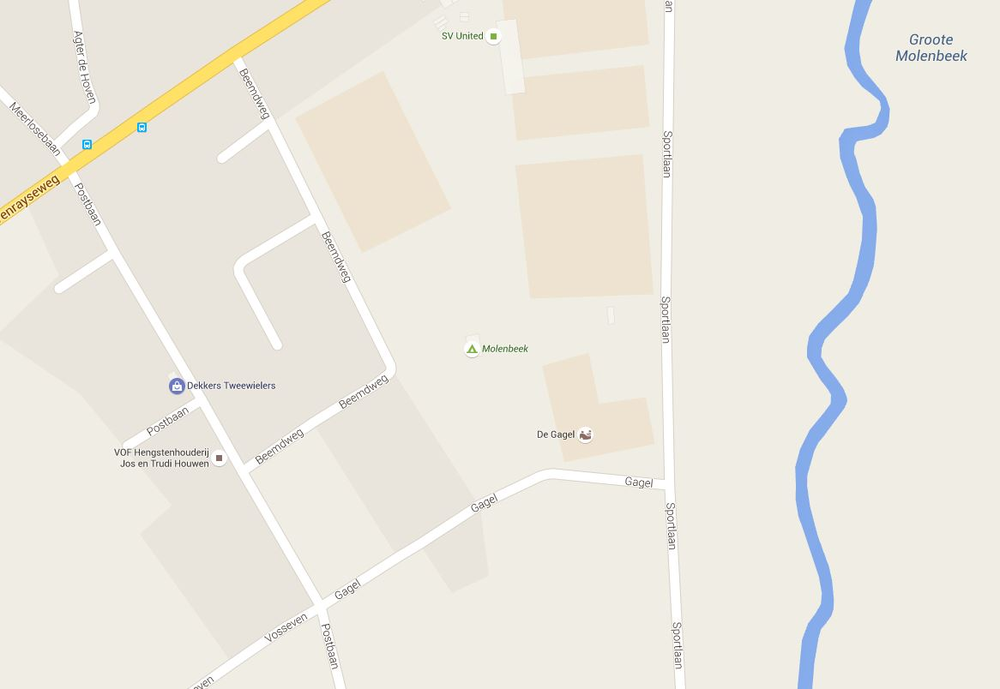 SV United
Groote
Molenbeek
Agter de Hoven
Beemdweg
Meerlosebaan
Sportlaan
enrayseweg
Postbaan
Beemdweg
Sportlaan
Molenbeek
Dekkers Tweewielers
Beemdweg
Postbaan
De Gagel
Beemdweg
VOF Hengstenhouderij
Jos en Trudi Houwen
Gagel
Gagel
Sportlaan
Gagel
Vosseven
Postbaan
Sportlaan